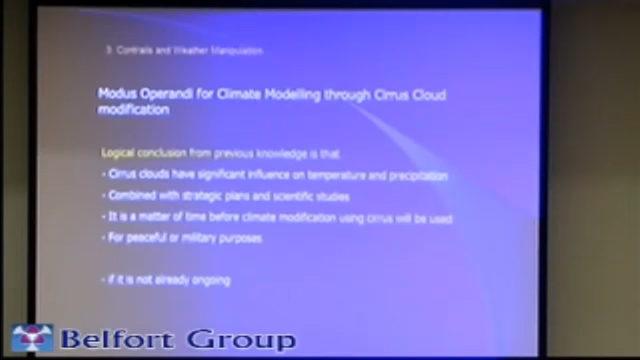 3. Contrails and Weather Manipulation
Modus Operandi for Climate Modelling through Cirrus Cloud
modification
Logical conclusion from previous knowledge is that
- Cirrus clouds have significant influence on temperature and precipitation
- Combined with strategic plans and scientific studies
- It is a matter of time before climate modification using cirrus will be used
- For peaceful or military purposes
- if it is not already ongoing
Belfort Group